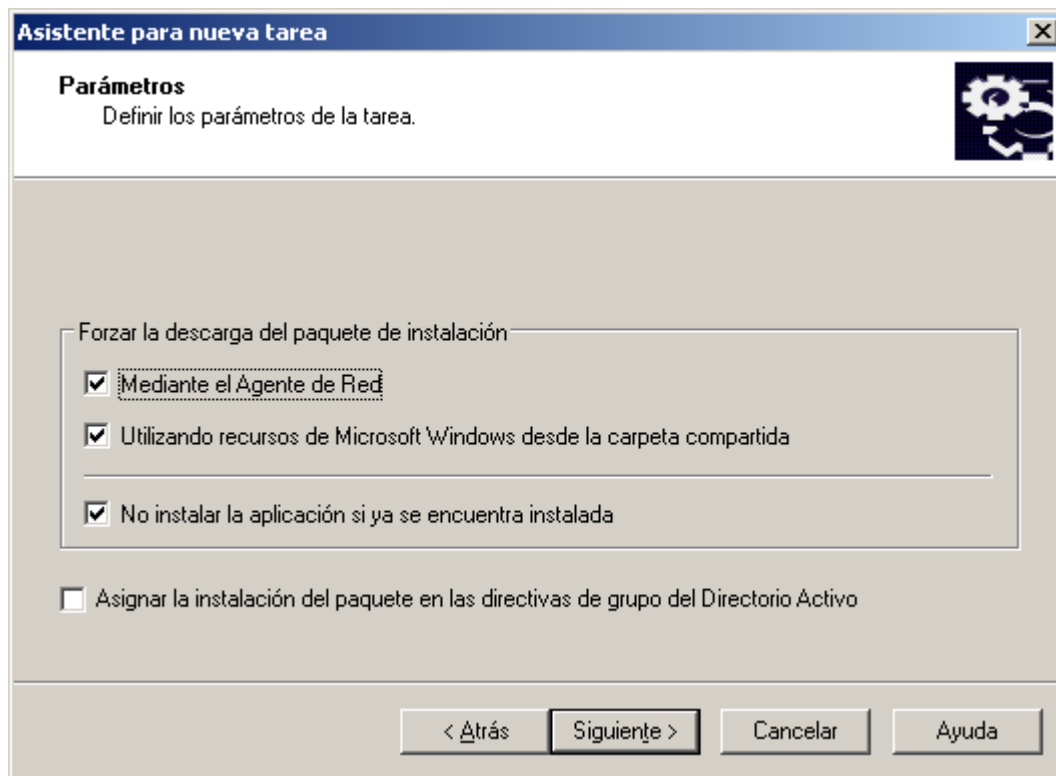 Asistente para nueva tarea
Parámetros
Definir los parámetros de la tarea.
Forzar la descarga del paquete de instalación
Mediante el Agente de Red
Utilizando recursos de Microsoft Windows desde la carpeta compartida
No instalar la aplicación si ya se encuentra instalada
Asignar la instalación del paquete en las directivas de grupo del Directorio Activo
< Atrás Siguiente > Cancelar Ayuda